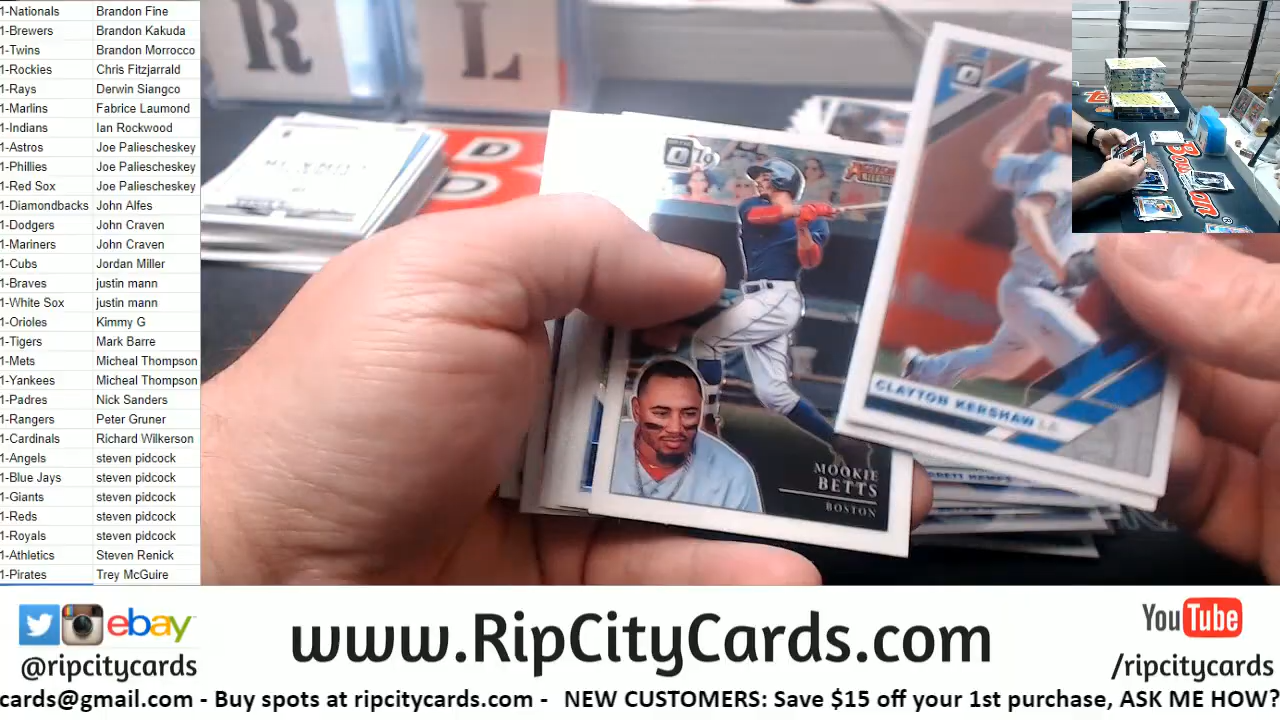 1-Nationals Brandon Fine
1-Brewers Brandon Kakuda
1-Twins Brandon Morrocco
1-Rockies Chris Fitzjarrald
1-Rays Derwin Siangco
1-Marlins Fabrice Laumond
1-Indians Ian Rockwood
1-Astros Joe Paliescheskey
1-Phillies Joe Paliescheskey
1-Red Sox Joe Paliescheskey
1-Diamondbacks John Alfes
1-Dodgers John Craven
1-Mariners John Craven
1-Cubs Jordan Miller
1-Braves justin mann
1-White Sox justin mann
1-Orioles Kimmy G
1-Tigers Mark Barre
1-Mets Micheal Thompson
1-Yankees Micheal Thompson
1-Padres Nick Sanders
1-Rangers Peter Gruner
1-Cardinals Richard Wilkerson
1-Angels steven pidcock
1-Blue Jays steven pidcock
1-Giants steven pidcock
1-Reds steven pidcock
1-Royals steven pidcock
1-Athletics Steven Renick
1-Pirates Trey McGuire
R L
19
MOOKIE
BETTS
BOSTON
CLAYTON KERSHAW LA
Bowman
ebay
@ripcitycards
www.RipCityCards.com
YouTube
/ripcitycards
cards@gmail.com - Buy spots at ripcitycards.com - NEW CUSTOMERS: Save $15 off your 1st purchase, ASK ME HOW?